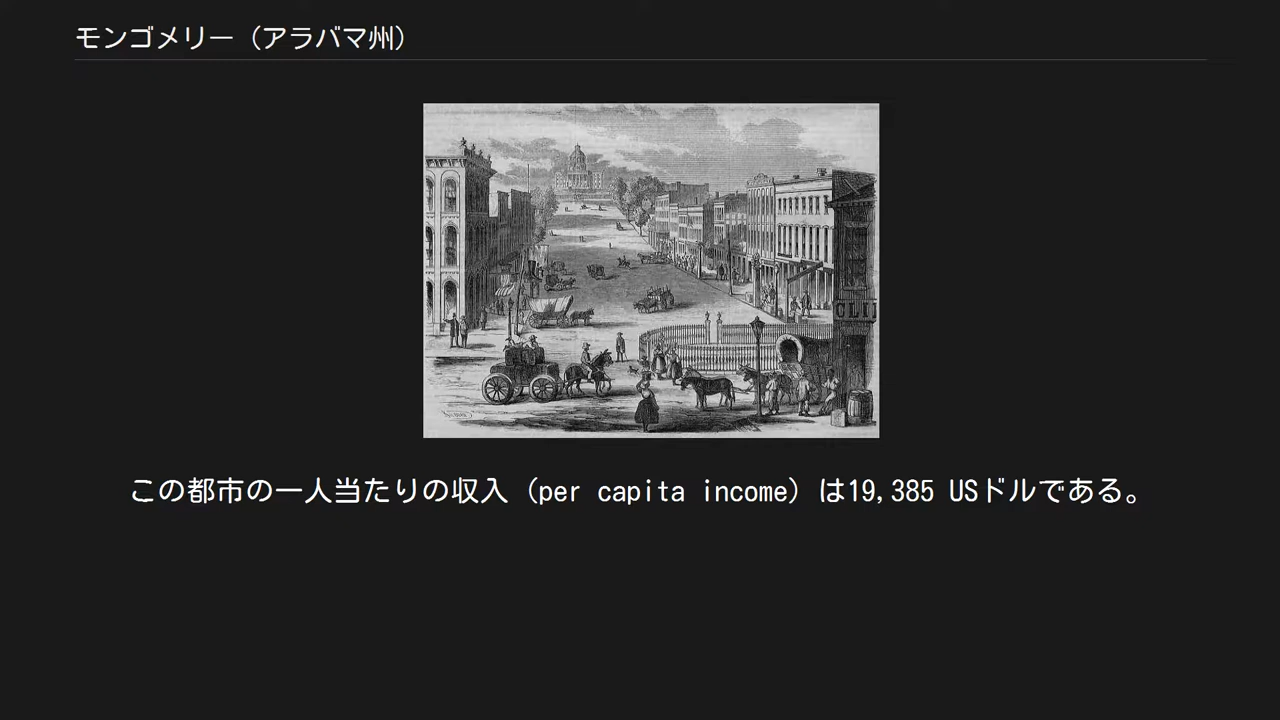 モンゴメリー（アラバマ州）
CLI
この都市の一人当たりの収入（per capita income）は19,385 USドルである。